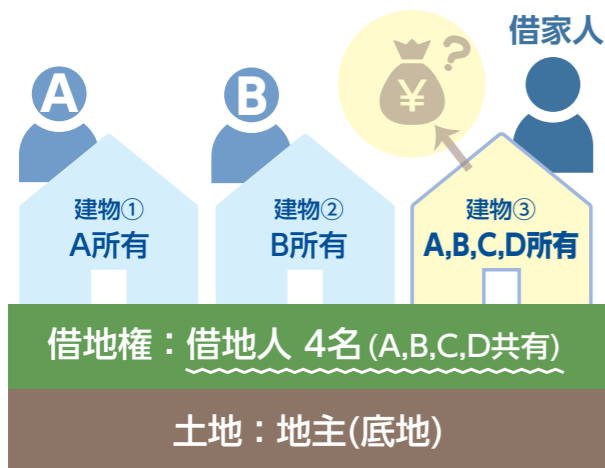 借家人
A
B
?
¥
建物①
A所有
建物②
B所有
建物③
A,B,C,D所有
借地権：借地人 4名(A,B,C,D共有)
土地：地主(底地)